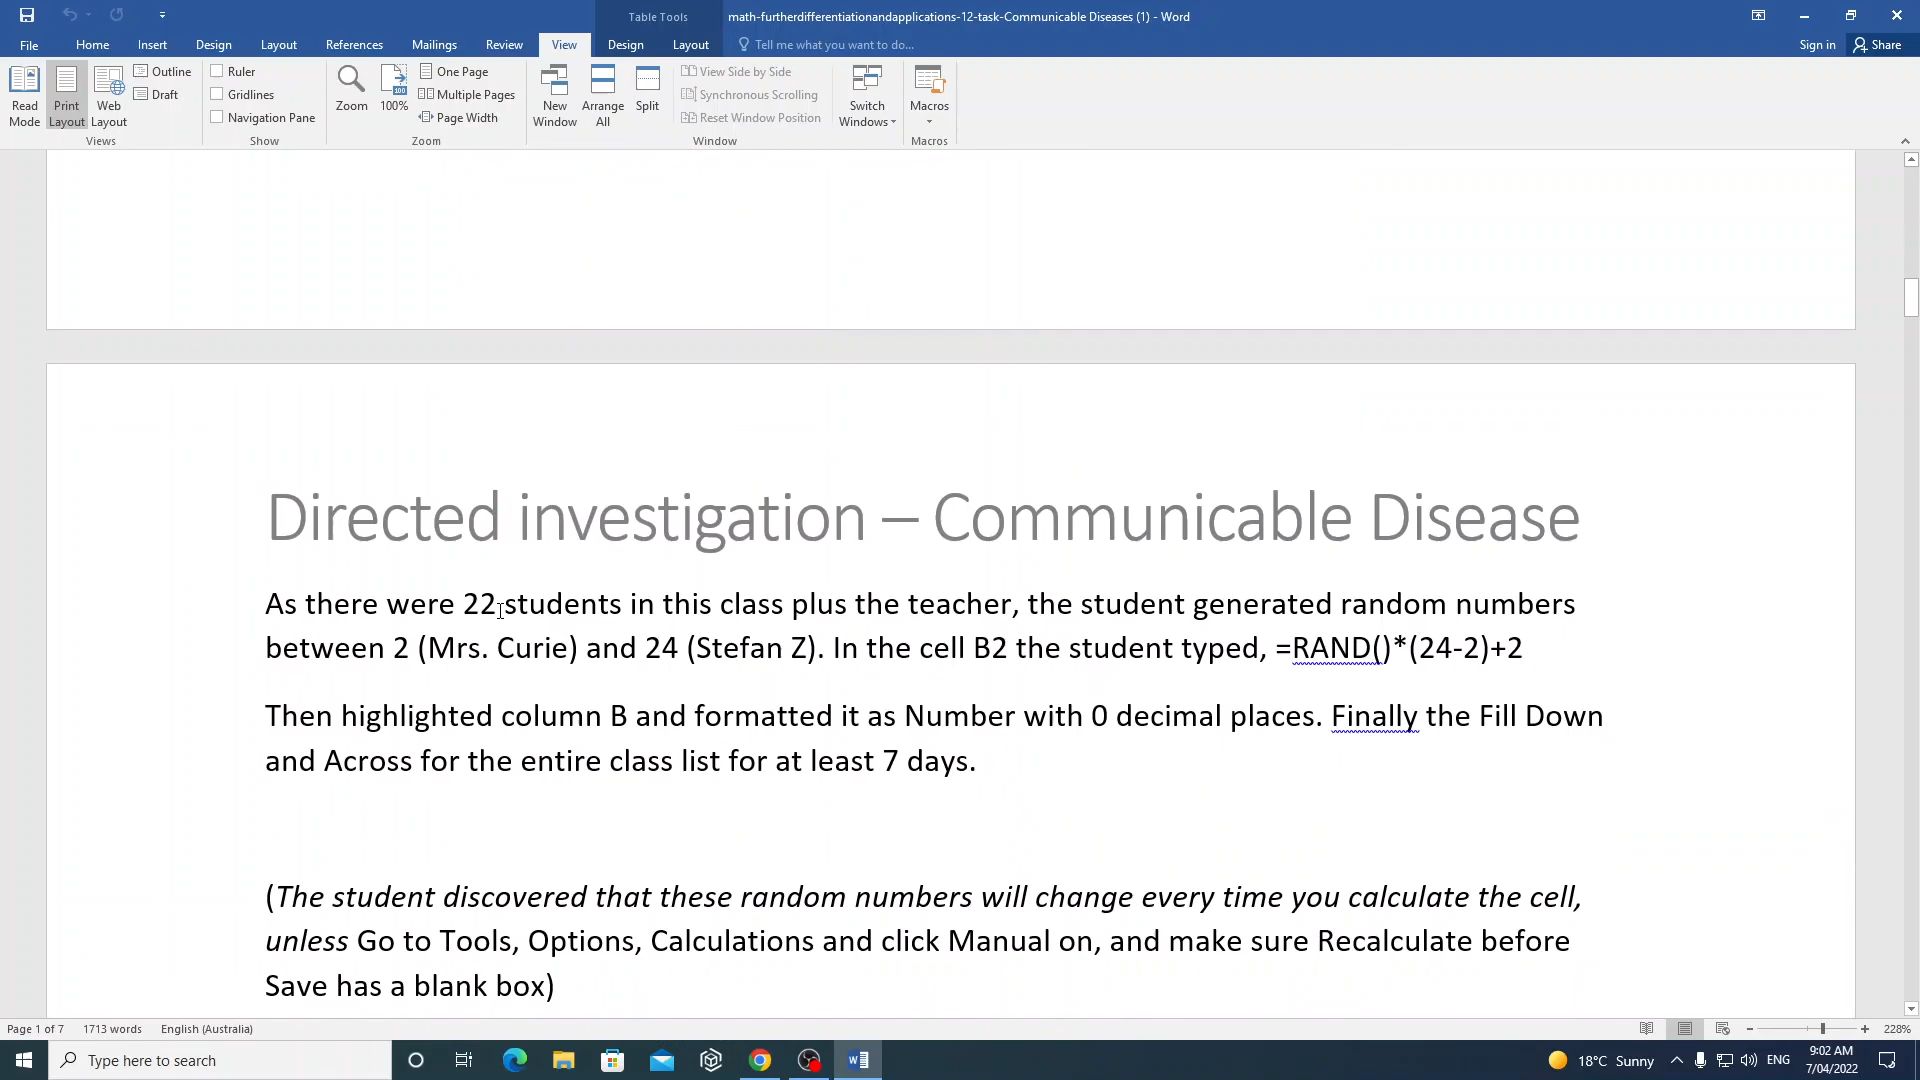 Table Tools
math-furtherdifferentiationandapplications-12-task-Communicable Diseases (1) - Word
File Home Insert Design Layout References Mailings Review View Design Layout Tell me what you want to do... Sign in Share
Read Mode
Print Layout
Web Layout
Outline
Draft
Views
Ruler
Gridlines
Navigation Pane
Show
Zoom
100%
One Page
Multiple Pages
Page Width
Zoom
New Window
Arrange All
Split
View Side by Side
Synchronous Scrolling
Reset Window Position
Window
Switch Windows
Macros
Macros
Directed investigation – Communicable Disease
As there were 22 students in this class plus the teacher, the student generated random numbers
between 2 (Mrs. Curie) and 24 (Stefan Z). In the cell B2 the student typed, =RAND()*(24-2)+2
Then highlighted column B and formatted it as Number with 0 decimal places. Finally the Fill Down
and Across for the entire class list for at least 7 days.
(The student discovered that these random numbers will change every time you calculate the cell,
unless Go to Tools, Options, Calculations and click Manual on, and make sure Recalculate before
Save has a blank box)
Page 1 of 7 1713 words English (Australia) 228%
Type here to search
18°C Sunny
ENG
9:02 AM
7/04/2022